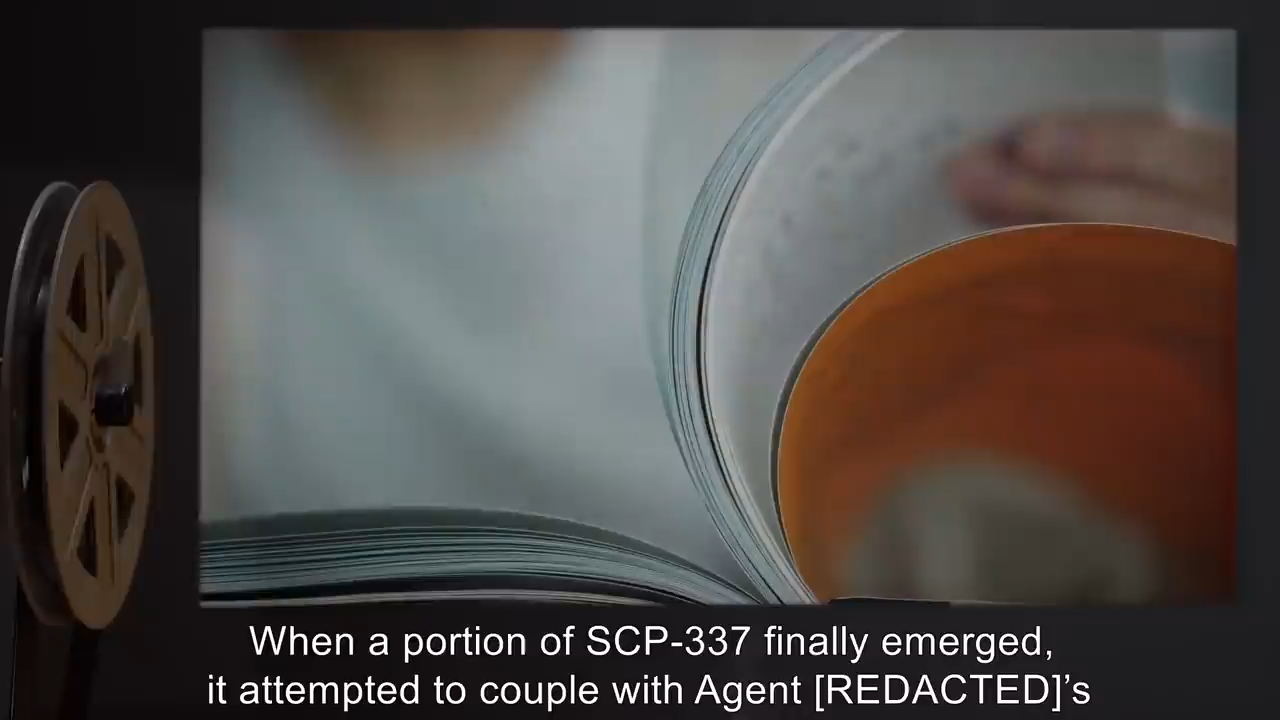 When a portion of SCP-337 finally emerged,
it attempted to couple with Agent [REDACTED]’s